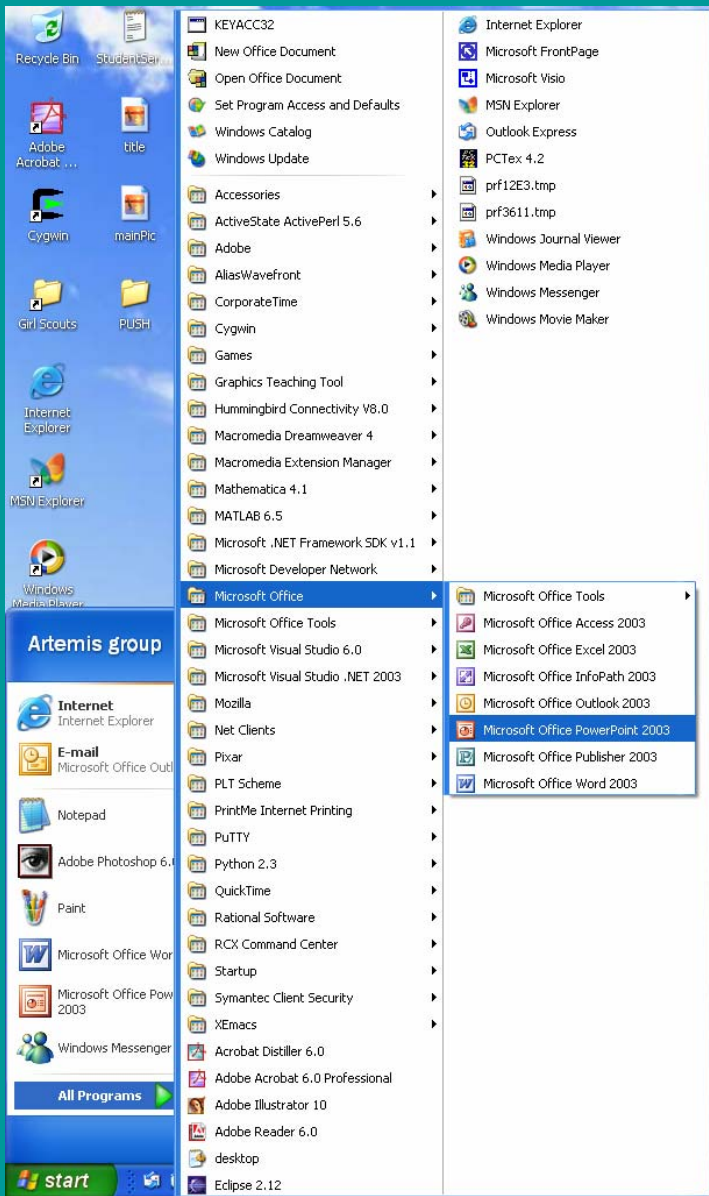 Recycle Bin
StudentSer...
Adobe
Acrobat ...
title
Cygwin
mainPic
Girl Scouts
PUSH
Internet
Explorer
MSN Explorer
Windows
Media Player
Artemis group
Internet
Internet Explorer
E-mail
Microsoft Office Outl
Notepad
Adobe Photoshop 6.
Paint
Microsoft Office Wor
Microsoft Office Pow
2003
Windows Messenger
All Programs
start
KEYACC32
New Office Document
Open Office Document
Set Program Access and Defaults
Windows Catalog
Windows Update
Accessories
ActiveState ActivePerl 5.6
Adobe
AliasWavefront
CorporateTime
Cygwin
Games
Graphics Teaching Tool
Hummingbird Connectivity V8.0
Macromedia Dreamweaver 4
Macromedia Extension Manager
Mathematica 4.1
MATLAB 6.5
Microsoft .NET Framework SDK v1.1
Microsoft Developer Network
Microsoft Office
Microsoft Office Tools
Microsoft Visual Studio 6.0
Microsoft Visual Studio .NET 2003
Mozilla
Net Clients
Pixar
PLT Scheme
PrintMe Internet Printing
PuTTY
Python 2.3
QuickTime
Rational Software
RCX Command Center
Startup
Symantec Client Security
XEmacs
Acrobat Distiller 6.0
Adobe Acrobat 6.0 Professional
Adobe Illustrator 10
Adobe Reader 6.0
desktop
Eclipse 2.12
Internet Explorer
Microsoft FrontPage
Microsoft Visio
MSN Explorer
Outlook Express
PCTex 4.2
prf12E3.tmp
prf3611.tmp
Windows Journal Viewer
Windows Media Player
Windows Messenger
Windows Movie Maker
Microsoft Office Tools
Microsoft Office Access 2003
Microsoft Office Excel 2003
Microsoft Office InfoPath 2003
Microsoft Office Outlook 2003
Microsoft Office PowerPoint 2003
Microsoft Office Publisher 2003
Microsoft Office Word 2003